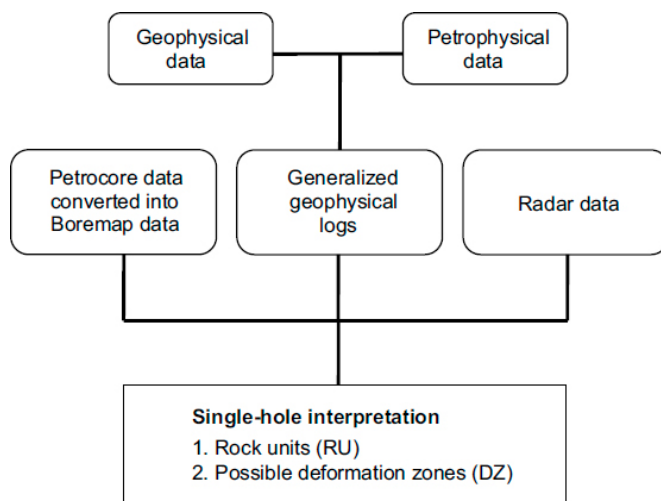 Geophysical
data
Petrophysical
data
Petrocore data
converted into
Boremap data
Generalized
geophysical
logs
Radar data
Single-hole interpretation
1. Rock units (RU)
2. Possible deformation zones (DZ)